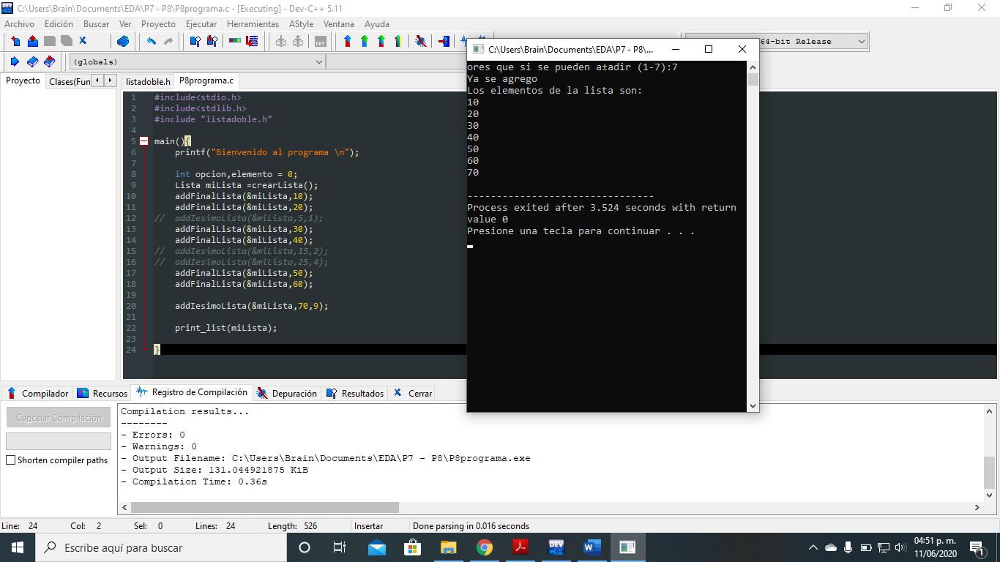 C:\Users\Brain\Documents\EDA\P7 - P8\P8programa.c - [Executing] - Dev-C++ 5.11
Archivo Edición Buscar Ver Proyecto Ejecutar Herramientas AStyle Ventana Ayuda
64-bit Release
(globals)
Proyecto Clases(Fun
listadoble.h P8programa.c
1 #include<stdio.h>
2 #include<stdlib.h>
3 #include "listadoble.h"
4
5 main(){
6 printf("Bienvenido al programa \n");
7
8 int opcion,elemento = 0;
9 Lista miLista =crearLista();
10 addFinalLista(&miLista,10);
11 addFinalLista(&miLista,20);
12 // addIesimoLista(&miLista,5,1);
13 addFinalLista(&miLista,30);
14 addFinalLista(&miLista,40);
15 // addIesimoLista(&miLista,15,2);
16 // addIesimoLista(&miLista,25,4);
17 addFinalLista(&miLista,50);
18 addFinalLista(&miLista,60);
19
20 addIesimoLista(&miLista,70,9);
21
22 print_list(miLista);
23
24 }
C:\Users\Brain\Documents\EDA\P7 - P8\...
ores que si se pueden a±adir (1-7):7
Ya se agrego
Los elementos de la lista son:
10
20
30
40
50
60
70
--------------------------------
Process exited after 3.524 seconds with return
value 0
Presione una tecla para continuar . . .
Compilador Recursos Registro de Compilación Depuración Resultados Cerrar
Cancelar Compilación
Shorten compiler paths
Compilation results...
--------
- Errors: 0
- Warnings: 0
- Output Filename: C:\Users\Brain\Documents\EDA\P7 - P8\P8programa.exe
- Output Size: 131.044921875 KiB
- Compilation Time: 0.36s
Line: 24 Col: 2 Sel: 0 Lines: 24 Length: 526 Insertar Done parsing in 0.016 seconds
Escribe aquí para buscar
04:51 p. m.
11/06/2020
1